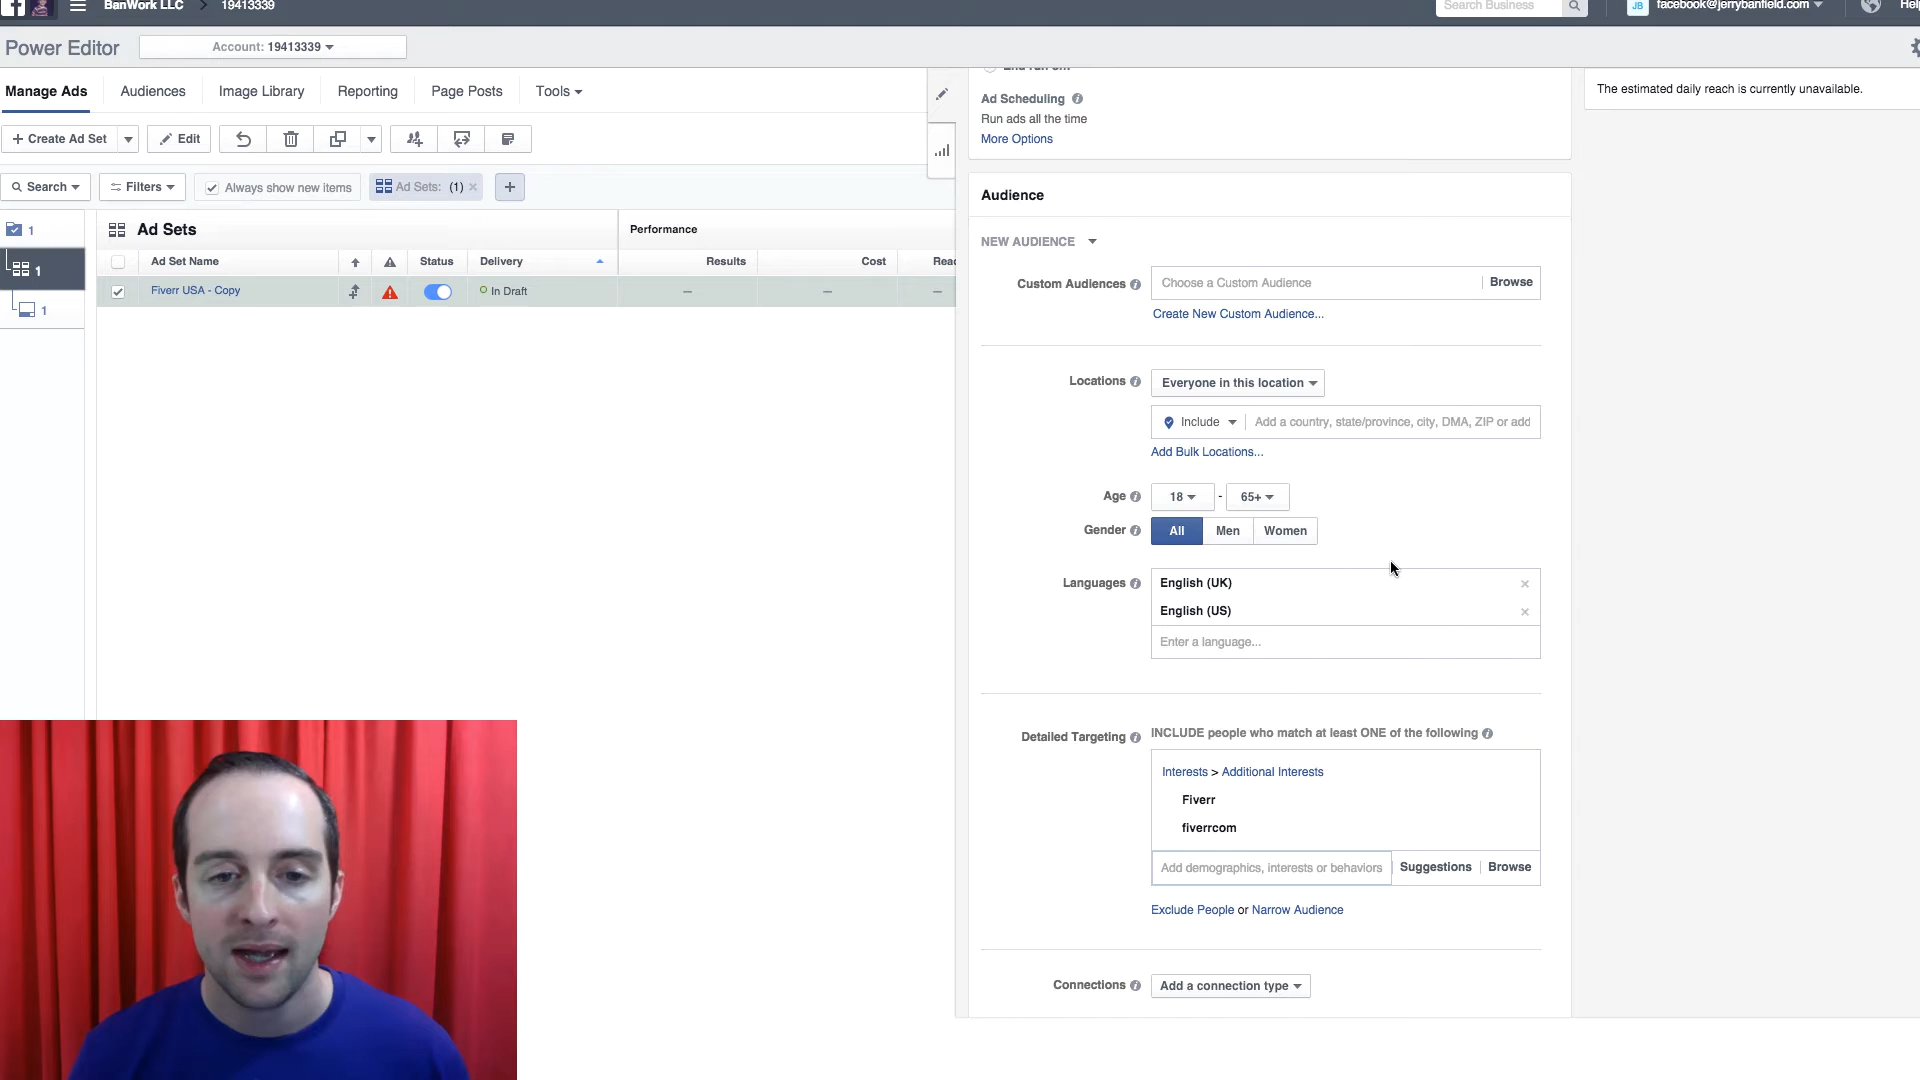 BanWork LLC > 19413339
Search Business
JB facebook@jerrybanfield.com
Help
Power Editor
Account: 19413339
Manage Ads
Audiences
Image Library
Reporting
Page Posts
Tools
+ Create Ad Set
Edit
Search
Filters
Always show new items
Ad Sets: (1) ×
+
1
1
1
Ad Sets
Performance
Ad Set Name
Status
Delivery
Results
Cost
Reac
Fiverr USA - Copy
In Draft
—
—
—
Ad Scheduling
Run ads all the time
More Options
The estimated daily reach is currently unavailable.
Audience
NEW AUDIENCE
Custom Audiences
Choose a Custom Audience
Browse
Create New Custom Audience...
Locations
Everyone in this location
Include
Add a country, state/province, city, DMA, ZIP or add
Add Bulk Locations...
Age
18 - 65+
Gender
All
Men
Women
Languages
English (UK) ×
English (US) ×
Enter a language...
Detailed Targeting
INCLUDE people who match at least ONE of the following
Interests > Additional Interests
Fiverr
fiverrcom
Add demographics, interests or behaviors
Suggestions
Browse
Exclude People or Narrow Audience
Connections
Add a connection type